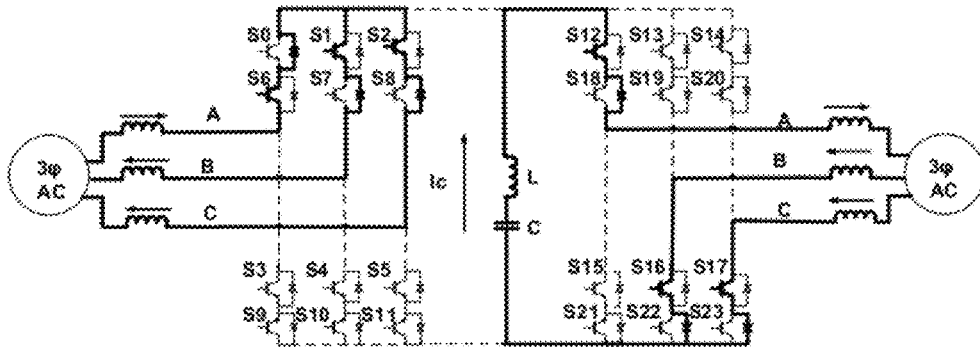 S0 S1 S2 S12 S13 S14
S6 S7 S8 S18 S19 S20
A A
3φ AC B Ic L B 3φ AC
C C C
S3 S4 S5 S15 S16 S17
S9 S10 S11 S21 S22 S23